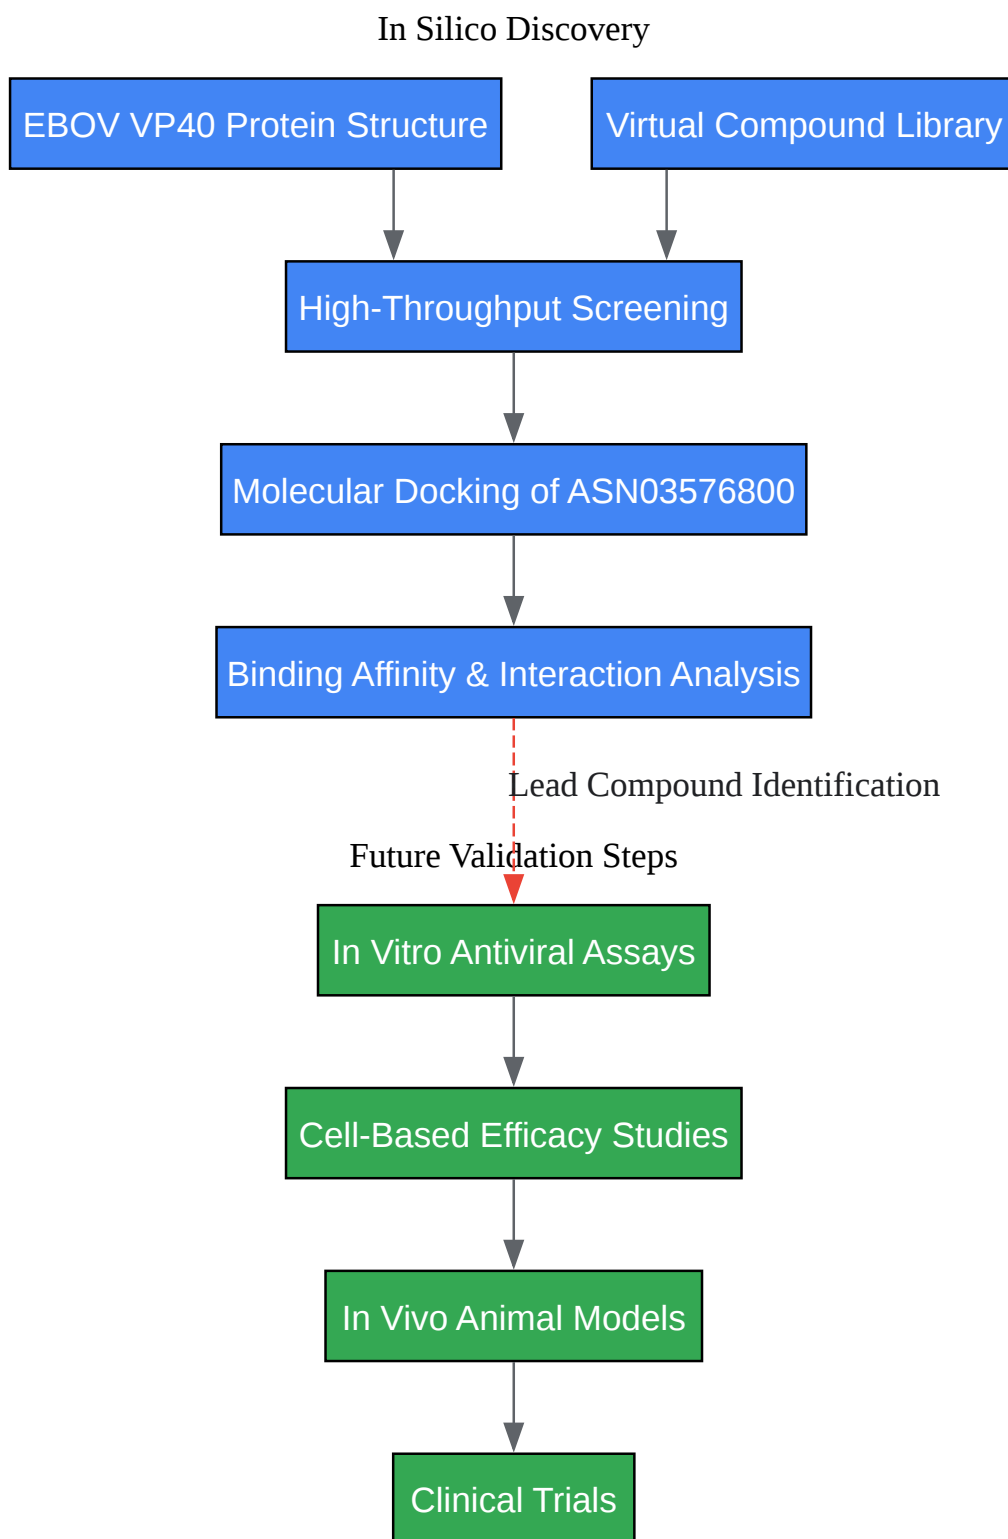 In Silico Discovery
EBOV VP40 Protein Structure
Virtual Compound Library
High-Throughput Screening
Molecular Docking of ASN03576800
Binding Affinity & Interaction Analysis
Lead Compound Identification
Future Validation Steps
In Vitro Antiviral Assays
Cell-Based Efficacy Studies
In Vivo Animal Models
Clinical Trials